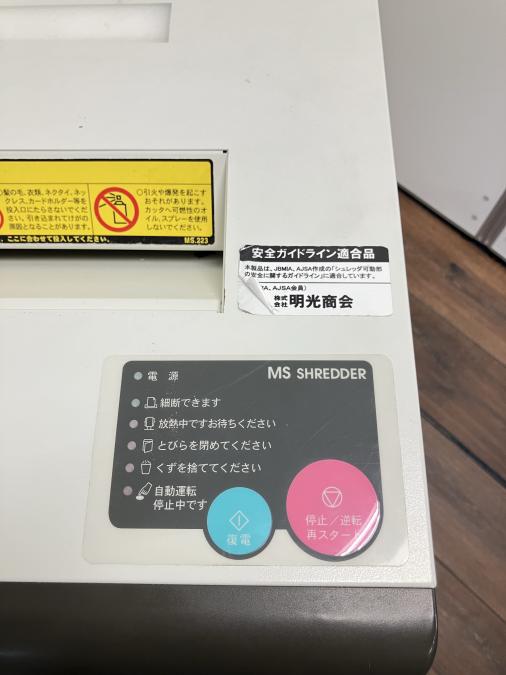 ○髪の毛、衣類、ネクタイ、ネッ
クレス、カードホルダー等を
投入口にたらさないでくだ
さい。引き込まれてけがの
原因となることがあります。
○引火や爆発を起こす
おそれがあります。
カッタへ可燃性のオ
イル、スプレーを使用
しないでください。
ここに合わせて投入してください。
MS.223
安全ガイドライン適合品
本製品は、JBMIA、AJSA作成の「シュレッダ可動部
の安全に関するガイドライン」に適合しています。
A、AJSA会員)
株式会社 明光商会
電源
MS SHREDDER
細断できます
放熱中ですお待ちください
とびらを閉めてください
くずを捨ててください
自動運転
停止中です
復電
停止/逆転
再スタート